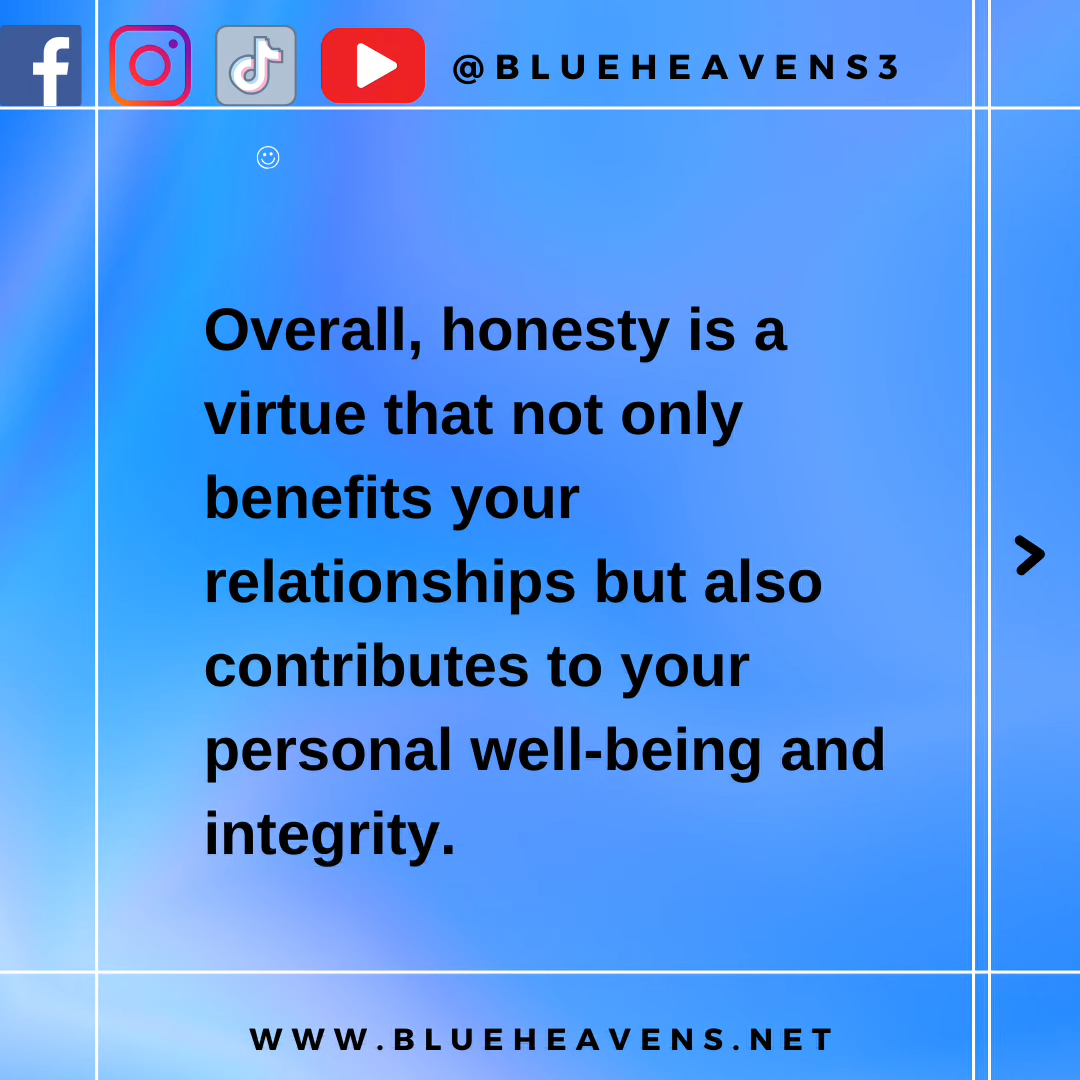 @BLUEHEAVENS3
Overall, honesty is a
virtue that not only
benefits your
relationships but also
contributes to your
personal well-being and
integrity.
WWW.BLUEHEAVENS.NET